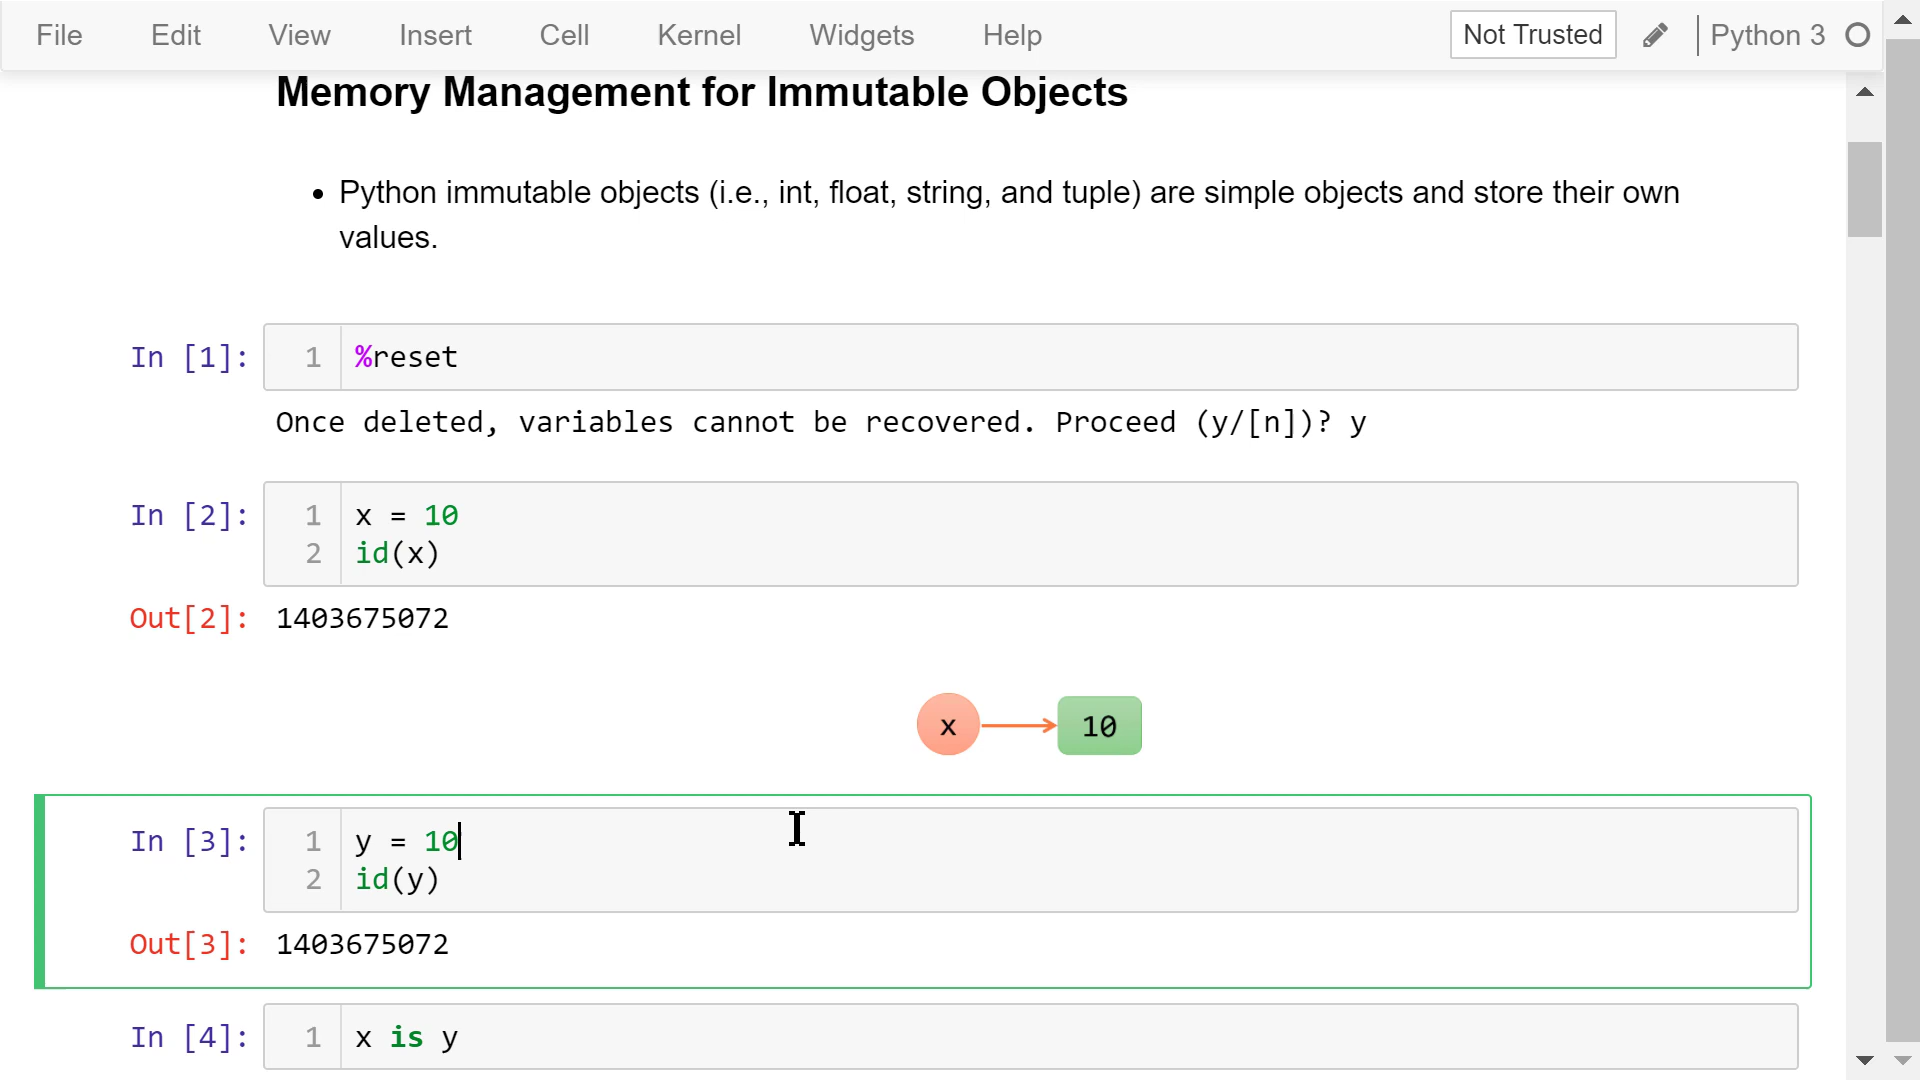 File Edit View Insert Cell Kernel Widgets Help Not Trusted Python 3
Memory Management for Immutable Objects
• Python immutable objects (i.e., int, float, string, and tuple) are simple objects and store their own
values.
In [1]: 1 %reset
Once deleted, variables cannot be recovered. Proceed (y/[n])? y
In [2]: 1 x = 10
2 id(x)
Out[2]: 1403675072
x 10
In [3]: 1 y = 10
2 id(y)
Out[3]: 1403675072
In [4]: 1 x is y